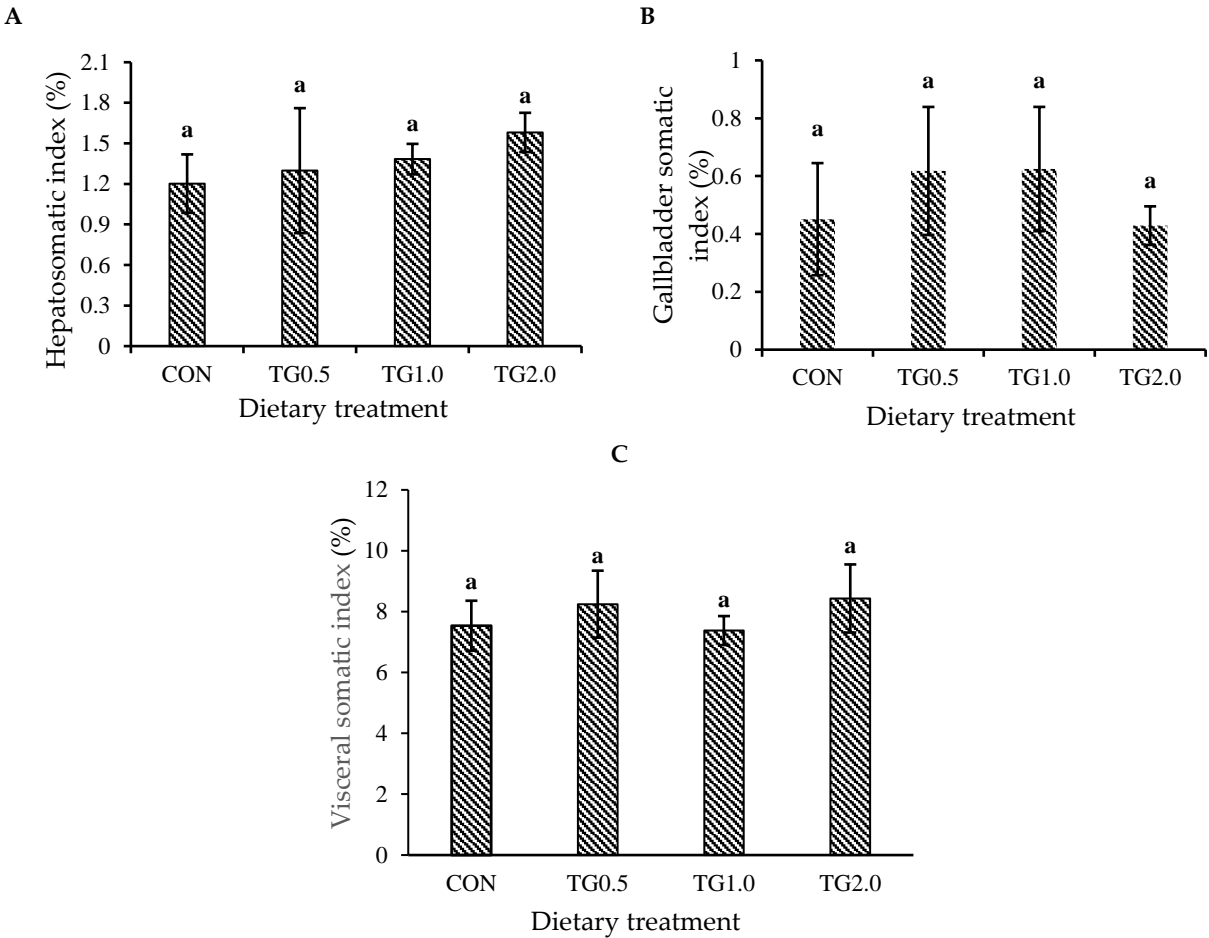 A
Hepatosomatic index (%)
2.1
1.8
1.5
1.2
0.9
0.6
0.3
0
a
a
a
a
CON
TG0.5
TG1.0
TG2.0
Dietary treatment
B
Gallbladder somatic
index (%)
1
0.8
0.6
0.4
0.2
0
a
a
a
a
CON
TG0.5
TG1.0
TG2.0
Dietary treatment
C
Visceral somatic index (%)
12
10
8
6
4
2
0
a
a
a
a
CON
TG0.5
TG1.0
TG2.0
Dietary treatment